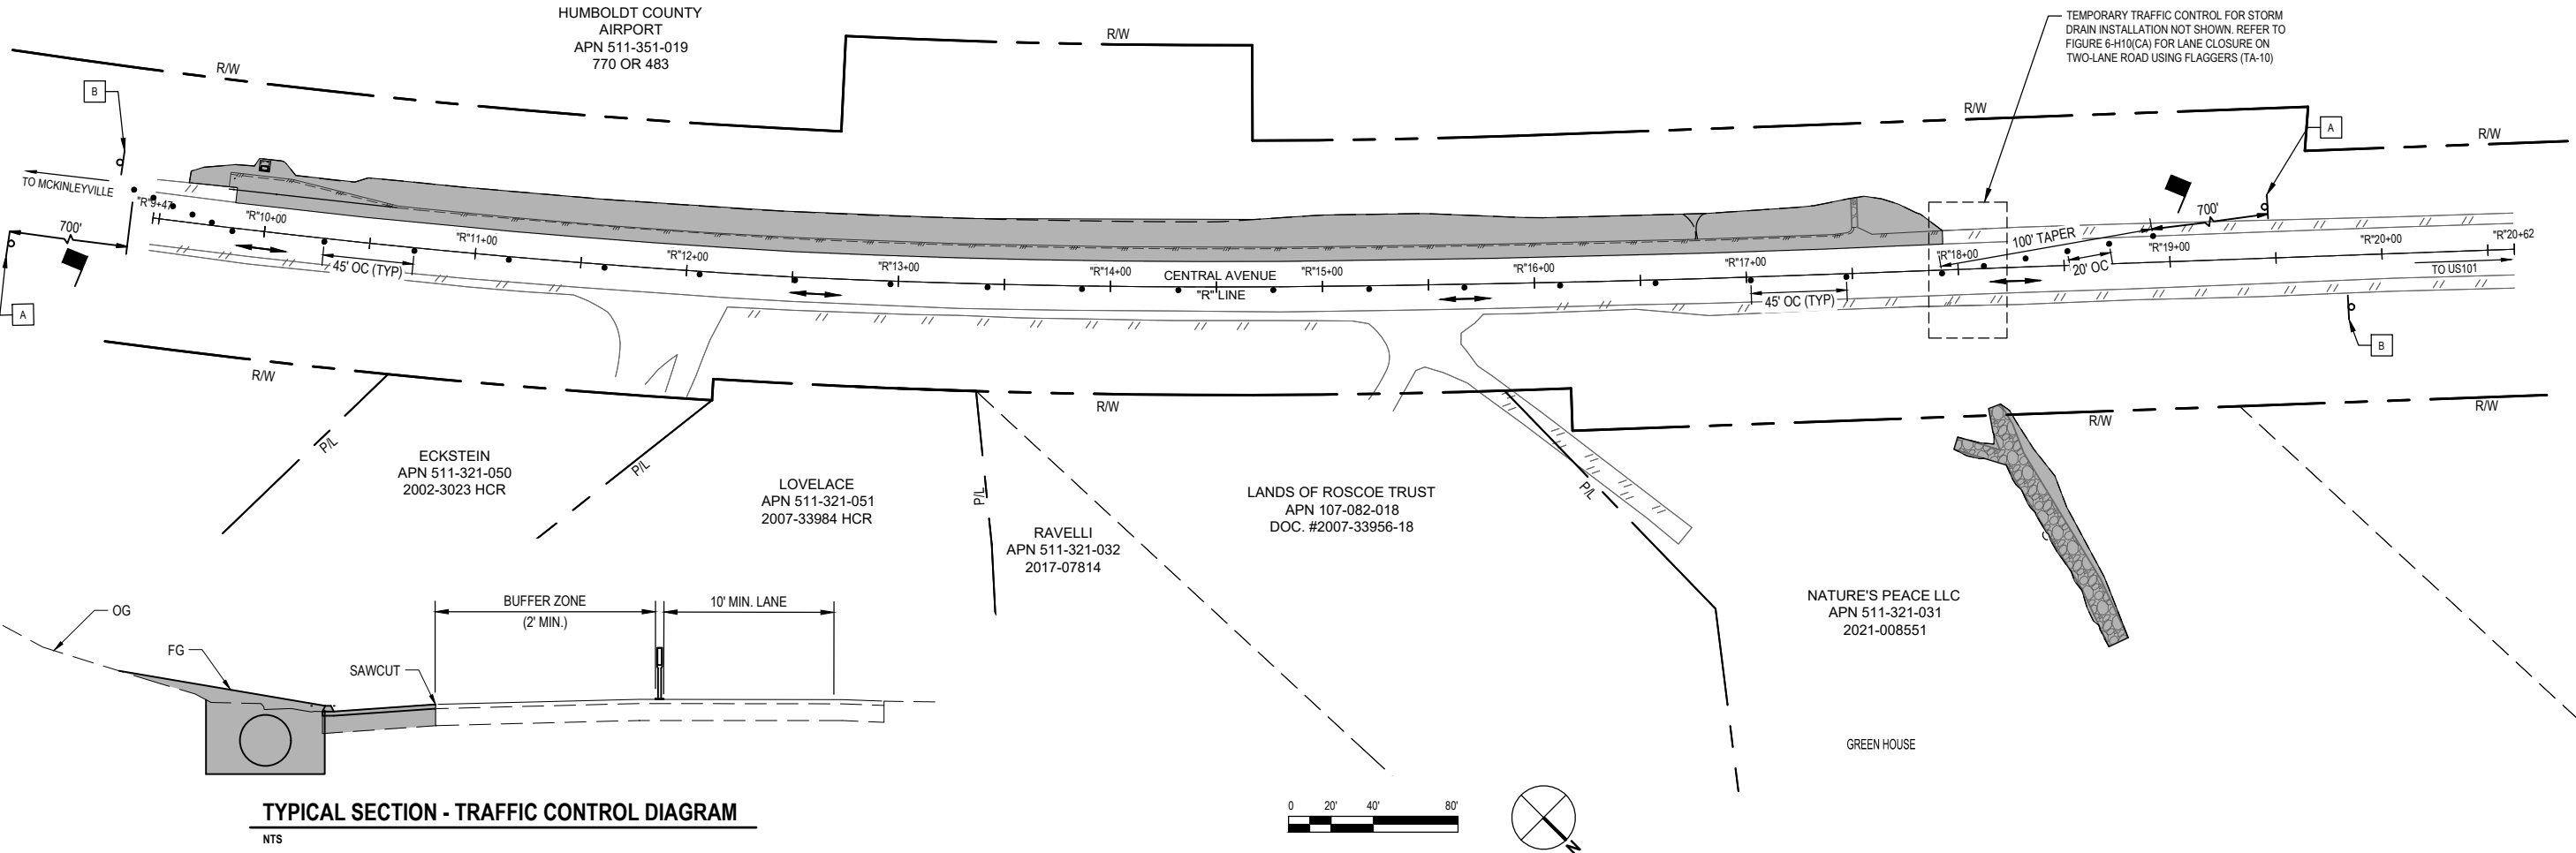 HUMBOLDT COUNTY
AIRPORT
APN 511-351-019
770 OR 483
TEMPORARY TRAFFIC CONTROL FOR STORM
DRAIN INSTALLATION NOT SHOWN. REFER TO
FIGURE 6-H10(CA) FOR LANE CLOSURE ON
TWO-LANE ROAD USING FLAGGERS (TA-10)
R/W
R/W
R/W
R/W
B
A
TO MCKINLEYVILLE
700'
"R"9+47
"R"10+00
"R"11+00
"R"12+00
"R"13+00
"R"14+00
"R"15+00
"R"16+00
"R"17+00
"R"18+00
"R"19+00
"R"20+00
"R"20+62
CENTRAL AVENUE
"R" LINE
45' OC (TYP)
45' OC (TYP)
100' TAPER
20' OC
700'
TO US101
A
B
R/W
R/W
R/W
R/W
P/L
P/L
P/L
P/L
ECKSTEIN
APN 511-321-050
2002-3023 HCR
LOVELACE
APN 511-321-051
2007-33984 HCR
RAVELLI
APN 511-321-032
2017-07814
LANDS OF ROSCOE TRUST
APN 107-082-018
DOC. #2007-33956-18
NATURE'S PEACE LLC
APN 511-321-031
2021-008551
GREEN HOUSE
OG
FG
SAWCUT
BUFFER ZONE
(2' MIN.)
10' MIN. LANE
TYPICAL SECTION - TRAFFIC CONTROL DIAGRAM
NTS
0 20' 40' 80'
N